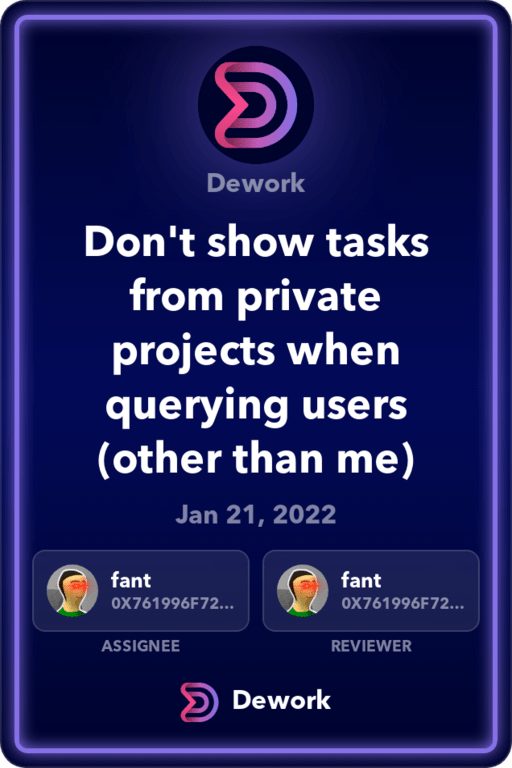 Dework
Don't show tasks
from private
projects when
querying users
(other than me)
Jan 21, 2022
fant
0X761996F72...
ASSIGNEE
fant
0X761996F72...
REVIEWER
Dework